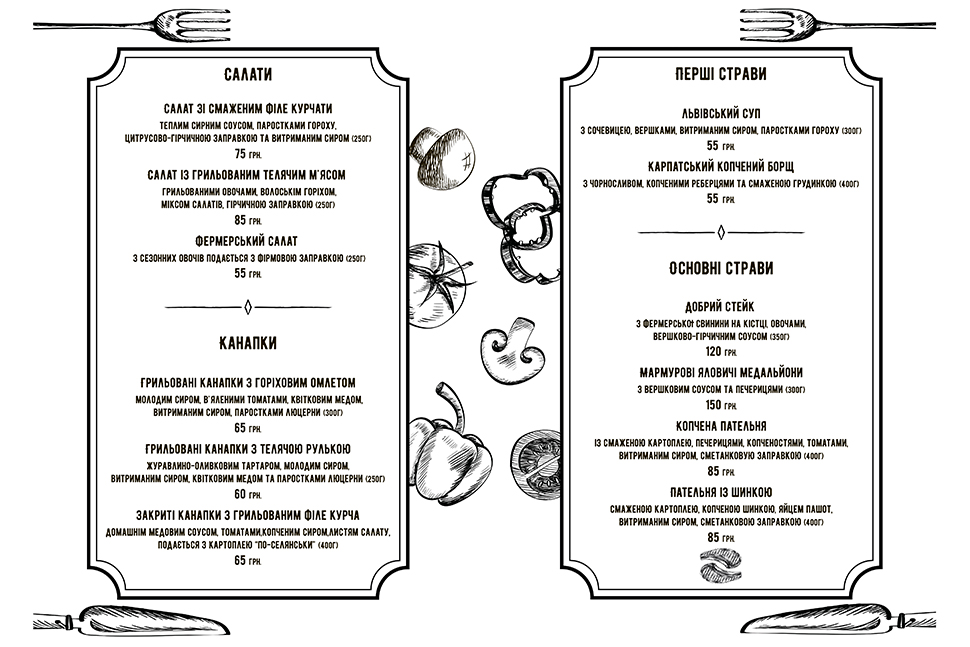 САЛАТИ
САЛАТ ЗІ СМАЖЕНИМ ФІЛЕ КУРЧАТИ
ТЕПЛИМ СИРНИМ СОУСОМ, ПАРОСТКАМИ ГОРОХУ,
ЦИТРУСОВО-ГІРЧИЧНОЮ ЗАПРАВКОЮ ТА ВИТРИМАНИМ СИРОМ (250Г)
75 ГРН.
САЛАТ ІЗ ГРИЛЬОВАНИМ ТЕЛЯЧИМ М'ЯСОМ
ГРИЛЬОВАНИМИ ОВОЧАМИ, ВОЛОСЬКІМ ГОРІХОМ,
МІКСОМ САЛАТІВ, ГІРЧИЧНОЮ ЗАПРАВКОЮ (250Г)
85 ГРН.
ФЕРМЕРСЬКИЙ САЛАТ
З СЕЗОННИХ ОВОЧІВ ПОДАЄТЬСЯ З ФІРМОВОЮ ЗАПРАВКОЮ (250Г)
55 ГРН.
КАНАПКИ
ГРИЛЬОВАНІ КАНАПКИ З ГОРІХОВИМ ОМЛЕТОМ
МОЛОДИМ СИРОМ, В'ЯЛЕНИМИ ТОМАТАМИ, КВІТКОВИМ МЕДОМ,
ВИТРИМАНИМ СИРОМ, ПАРОСТКАМИ ЛЮЦЕРНИ (300Г)
65 ГРН.
ГРИЛЬОВАНІ КАНАПКИ З ТЕЛЯЧОЮ РУЛЬКОЮ
ЖУРАВЛИНО-ОЛИВКОВИМ ТАРТАРОМ, МОЛОДИМ СИРОМ,
ВИТРИМАНИМ СИРОМ, КВІТКОВИМ МЕДОМ ТА ПАРОСТКАМИ ЛЮЦЕРНИ (250Г)
60 ГРН.
ЗАКРИТІ КАНАПКИ З ГРИЛЬОВАНИМ ФІЛЕ КУРЧА
ДОМАШНІМ МЕДОВИМ СОУСОМ, ТОМАТАМИ,КОПЧЕНИМ СИРОМ,ЛИСТЯМ САЛАТУ,
ПОДАЄТЬСЯ З КАРТОПЛЕЮ "ПО-СЕЛЯНСЬКИ" (400Г)
65 ГРН.
ПЕРШІ СТРАВИ
ЛЬВІВСЬКИЙ СУП
З СОЧЕВИЦЕЮ, ВЕРШКАМИ, ВИТРИМАНИМ СИРОМ, ПАРОСТКАМИ ГОРОХУ (300Г)
55 ГРН.
КАРПАТСЬКИЙ КОПЧЕНИЙ БОРЩ
З ЧОРНОСЛИВОМ, КОПЧЕНИМИ РЕБЕРЦЯМИ ТА СМАЖЕНОЮ ГРУДИНКОЮ (400Г)
55 ГРН.
ОСНОВНІ СТРАВИ
ДОБРИЙ СТЕЙК
З ФЕРМЕРСЬКОЇ СВИНИНИ НА КІСТЦІ, ОВОЧАМИ,
ВЕРШКОВО-ГІРЧИЧНИМ СОУСОМ (350Г)
120 ГРН.
МАРМУРОВІ ЯЛОВИЧІ МЕДАЛЬЙОНИ
З ВЕРШКОВИМ СОУСОМ ТА ПЕЧЕРИЦЯМИ (300Г)
150 ГРН.
КОПЧЕНА ПАТЕЛЬНЯ
ІЗ СМАЖЕНОЮ КАРТОПЛЕЮ, ПЕЧЕРИЦЯМИ, КОПЧЕНОСТЯМИ, ТОМАТАМИ,
ВИТРИМАНИМ СИРОМ, СМЕТАНКОВУЮ ЗАПРАВКОЮ (400Г)
85 ГРН.
ПАТЕЛЬНЯ ІЗ ШИНКОЮ
СМАЖЕНОЮ КАРТОПЛЕЮ, КОПЧЕНОЮ ШИНКОЮ, ЯЙЦЕМ ПАШОТ,
ВИТРИМАНИМ СИРОМ, СМЕТАНКОВОЮ ЗАПРАВКОЮ (400Г)
85 ГРН.